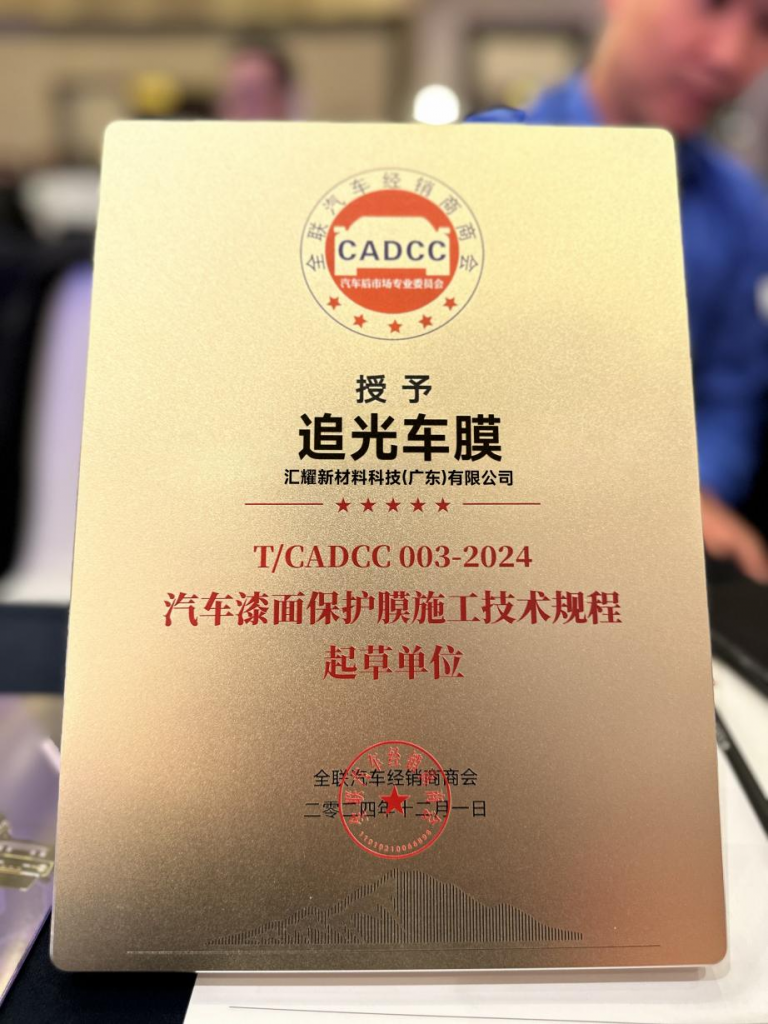 全联汽车经销商商会
CADCC
汽车后市场专业委员会
授予
追光车膜
汇耀新材料科技(广东)有限公司
T/CADCC 003-2024
汽车漆面保护膜施工技术规程
起草单位
全联汽车经销商商会
二零二四年十二月一日